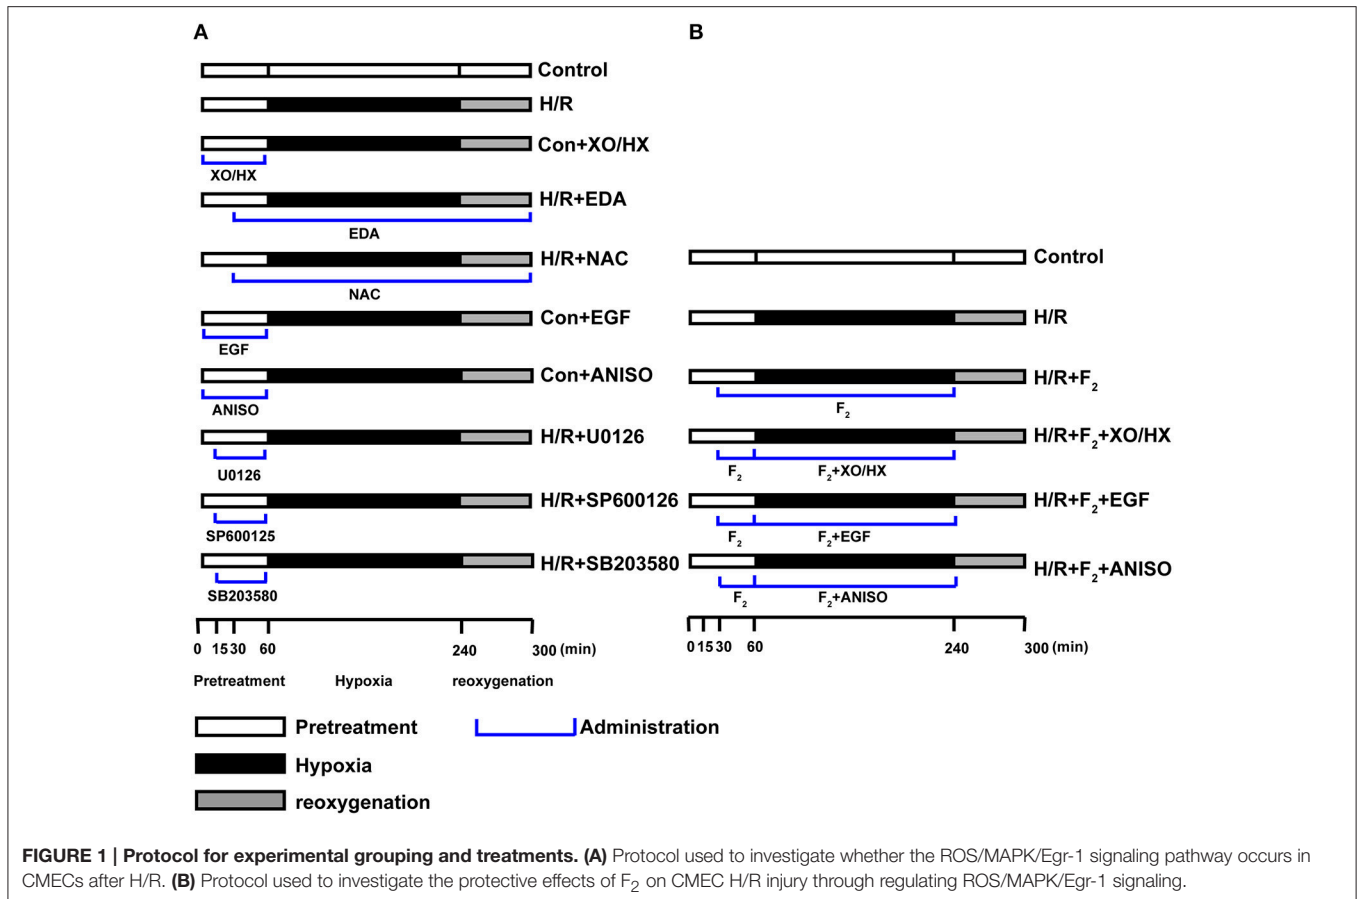 A
Control
H/R
Con+XO/HX
XO/HX
H/R+EDA
EDA
H/R+NAC
NAC
Con+EGF
EGF
Con+ANISO
ANISO
H/R+U0126
U0126
H/R+SP600126
SP600125
H/R+SB203580
SB203580
0 15 30 60 240 300 (min)
Pretreatment Hypoxia reoxygenation
Pretreatment
Administration
Hypoxia
reoxygenation
B
Control
H/R
H/R+F₂
F₂
H/R+F₂+XO/HX
F₂ F₂+XO/HX
H/R+F₂+EGF
F₂ F₂+EGF
H/R+F₂+ANISO
F₂ F₂+ANISO
0 15 30 60 240 300 (min)
FIGURE 1 | Protocol for experimental grouping and treatments. (A) Protocol used to investigate whether the ROS/MAPK/Egr-1 signaling pathway occurs in
CMECs after H/R. (B) Protocol used to investigate the protective effects of F₂ on CMEC H/R injury through regulating ROS/MAPK/Egr-1 signaling.